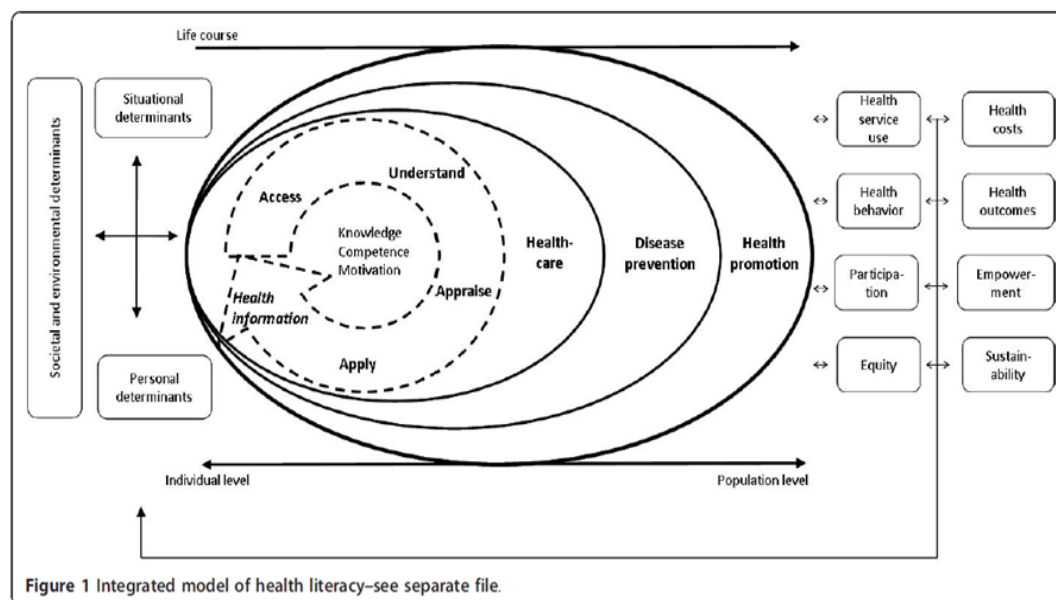 Life course
Societal and environmental determinants
Situational
determinants
Personal
determinants
Access
Understand
Knowledge
Competence
Motivation
Appraise
Health
information
Apply
Health-
care
Disease
prevention
Health
promotion
Health
service
use
Health
costs
Health
behavior
Health
outcomes
Participa-
tion
Empower-
ment
Equity
Sustain-
ability
Individual level
Population level
Figure 1 Integrated model of health literacy–see separate file.